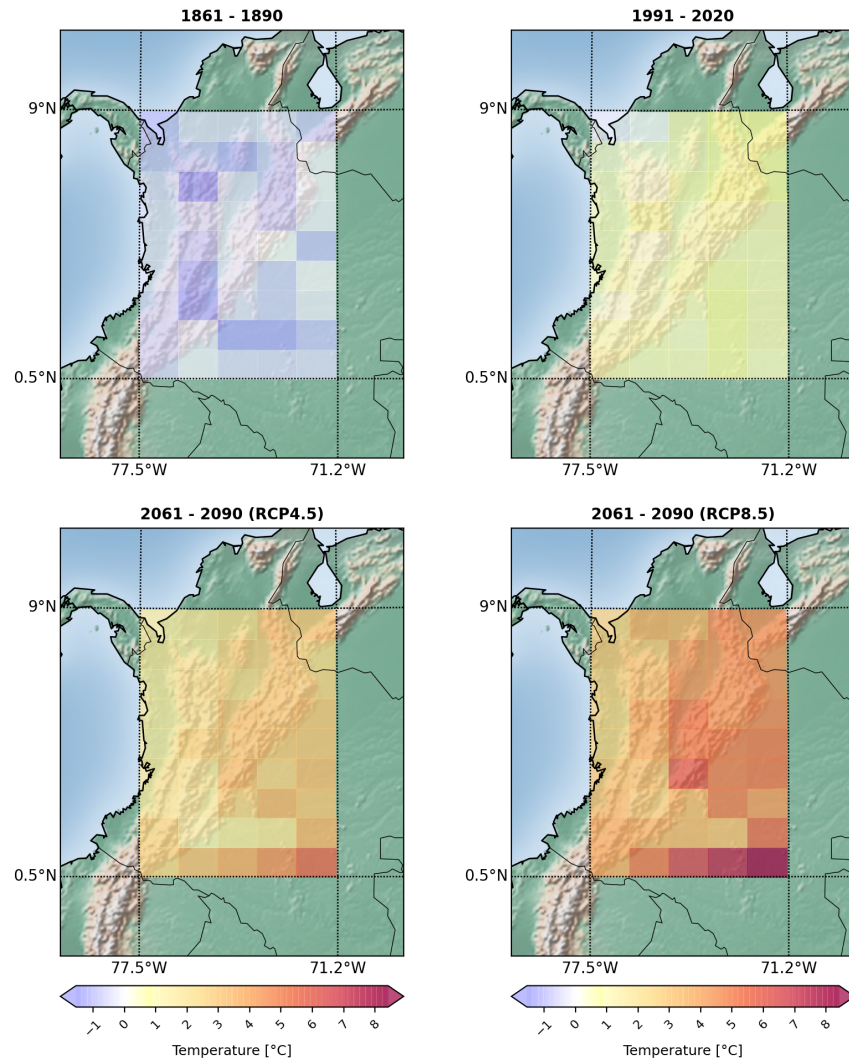 1861 - 1890
1991 - 2020
9°N
9°N
0.5°N
0.5°N
77.5°W 71.2°W
77.5°W 71.2°W
2061 - 2090 (RCP4.5)
2061 - 2090 (RCP8.5)
9°N
9°N
0.5°N
0.5°N
77.5°W 71.2°W
77.5°W 71.2°W
−1 0 1 2 3 4 5 6 7 8
−1 0 1 2 3 4 5 6 7 8
Temperature [°C]
Temperature [°C]